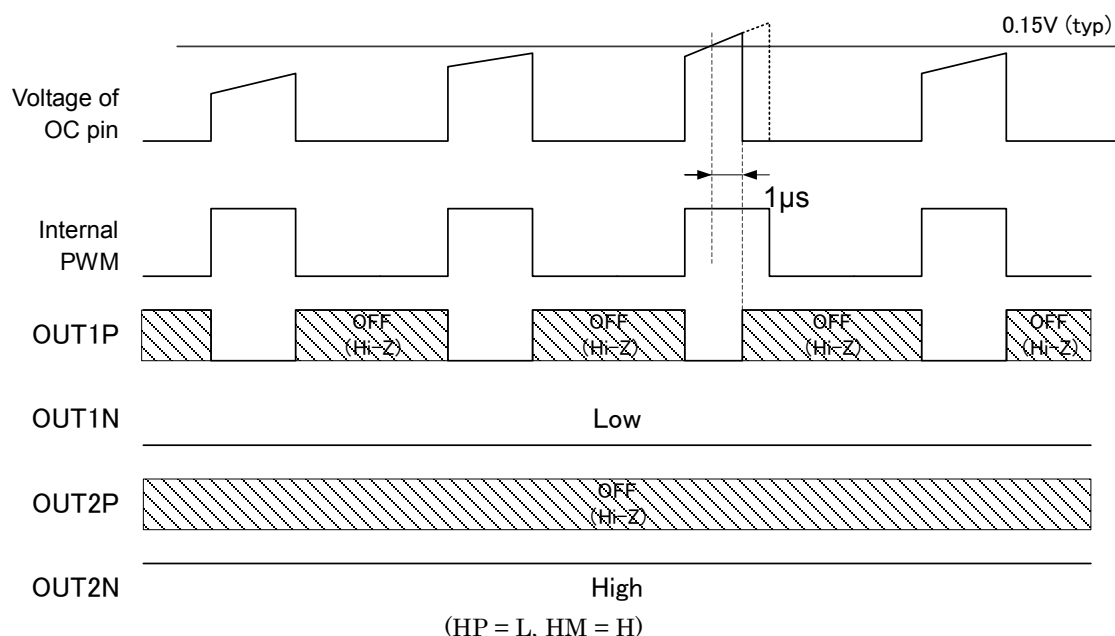 0.15V (typ)
Voltage of
OC pin
1µs
Internal
PWM
OUT1P
OFF
(Hi-Z)
OFF
(Hi-Z)
OFF
(Hi-Z)
OFF
(Hi-Z)
OUT1N
Low
OUT2P
OFF
(Hi-Z)
OUT2N
High
(HP = L, HM = H)